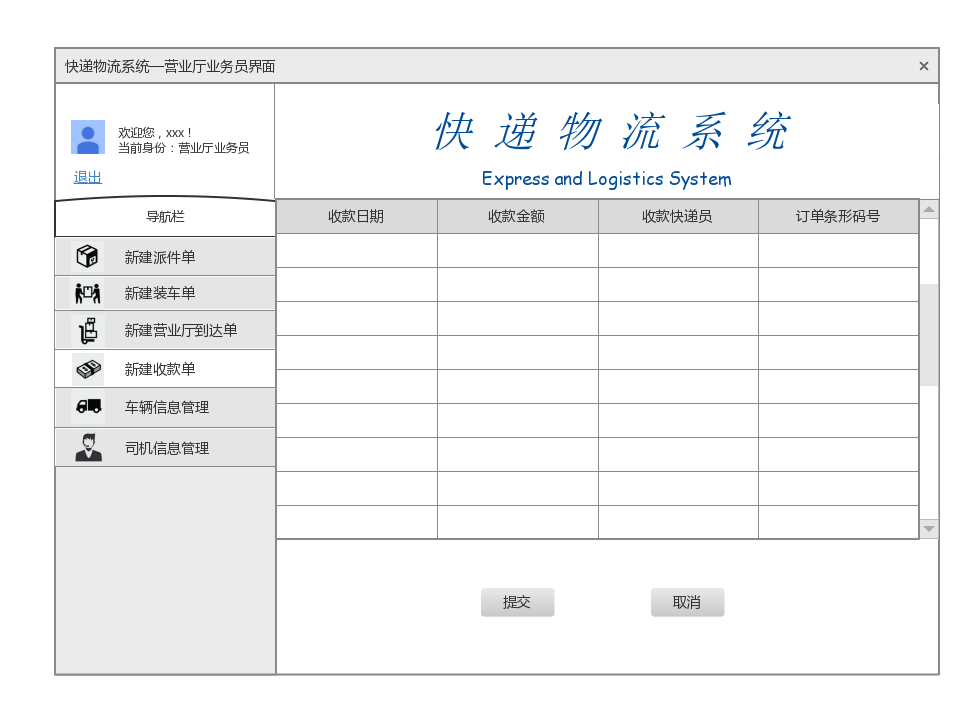 快递物流系统—营业厅业务员界面
×
欢迎您，xxx！
当前身份：营业厅业务员
退出
快递物流系统
Express and Logistics System
导航栏
新建派件单
新建装车单
新建营业厅到达单
新建收款单
车辆信息管理
司机信息管理
收款日期 收款金额 收款快递员 订单条形码号
提交 取消